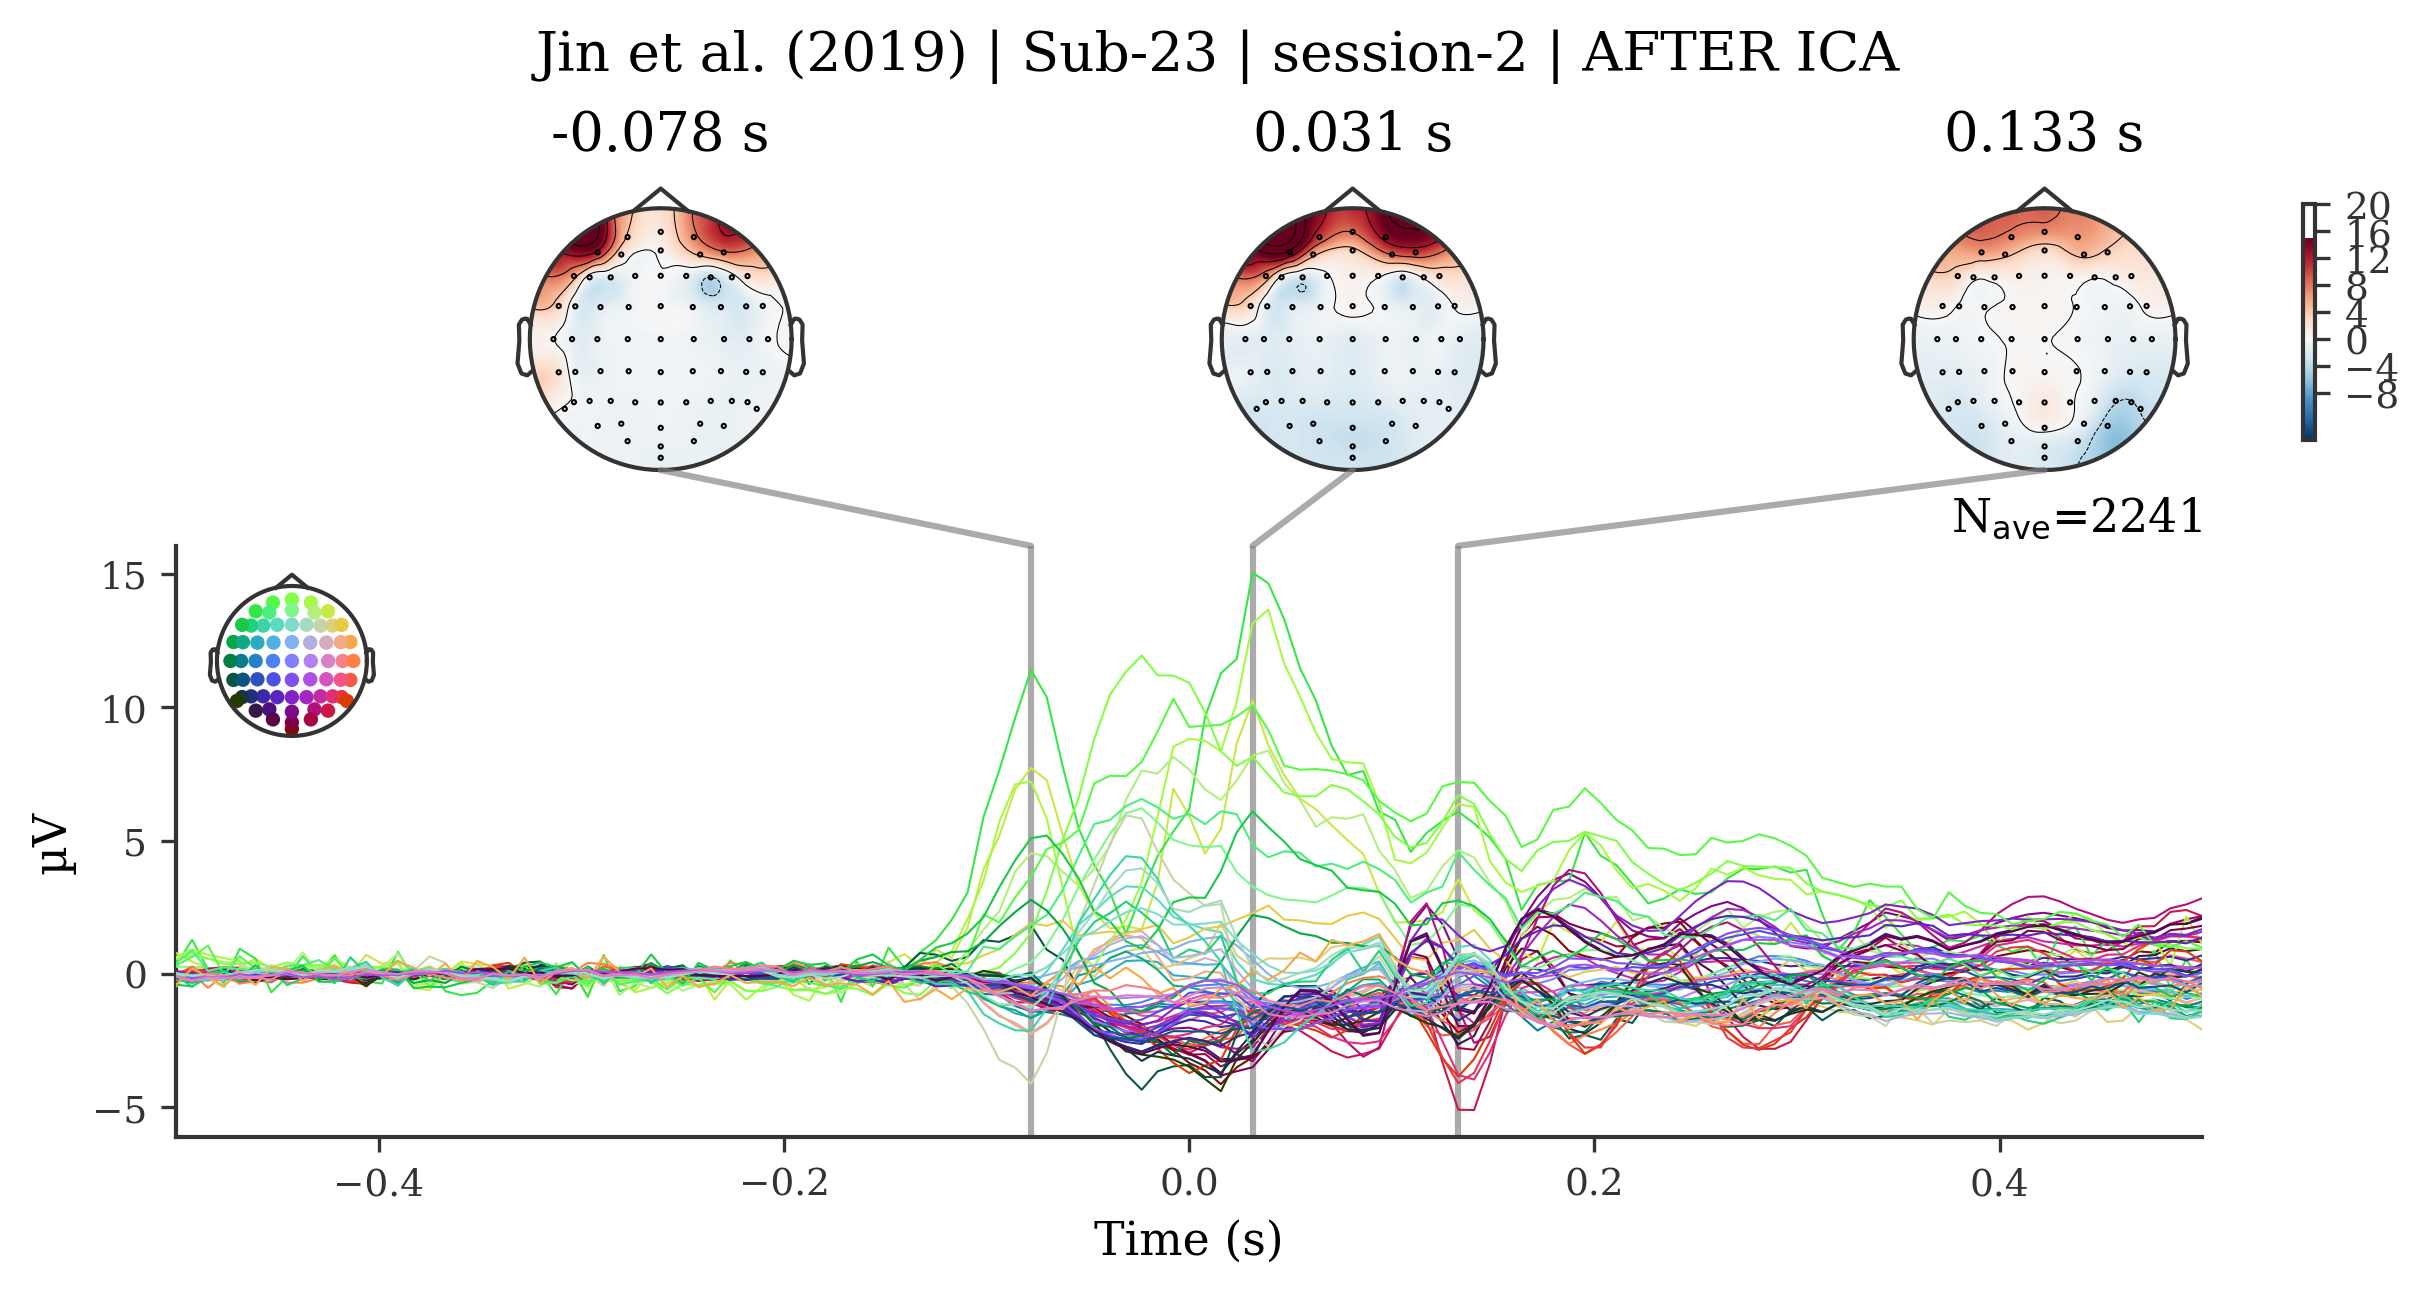 Jin et al. (2019) | Sub-23 | session-2 | AFTER ICA
-0.078 s
0.031 s
0.133 s
20
16
12
8
4
0
−4
−8
Nave=2241
µV
15
10
5
0
−5
−0.4
−0.2
0.0
0.2
0.4
Time (s)